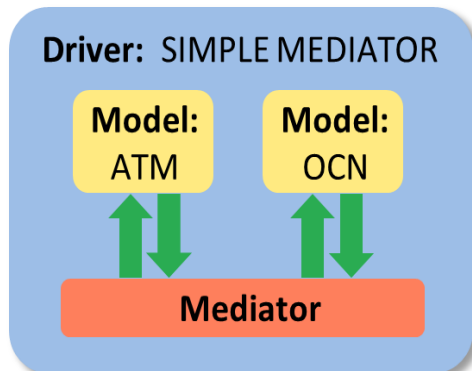 Driver: SIMPLE MEDIATOR
Model:
ATM
Model:
OCN
Mediator